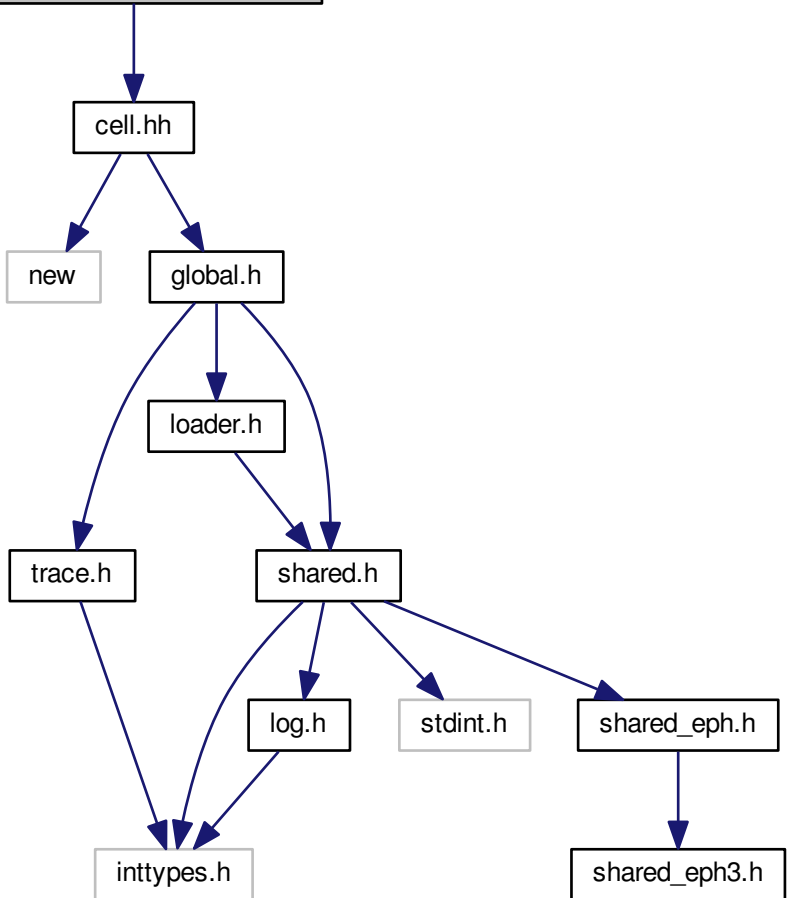 cell.hh
new
global.h
loader.h
trace.h
shared.h
log.h
stdint.h
shared_eph.h
inttypes.h
shared_eph3.h